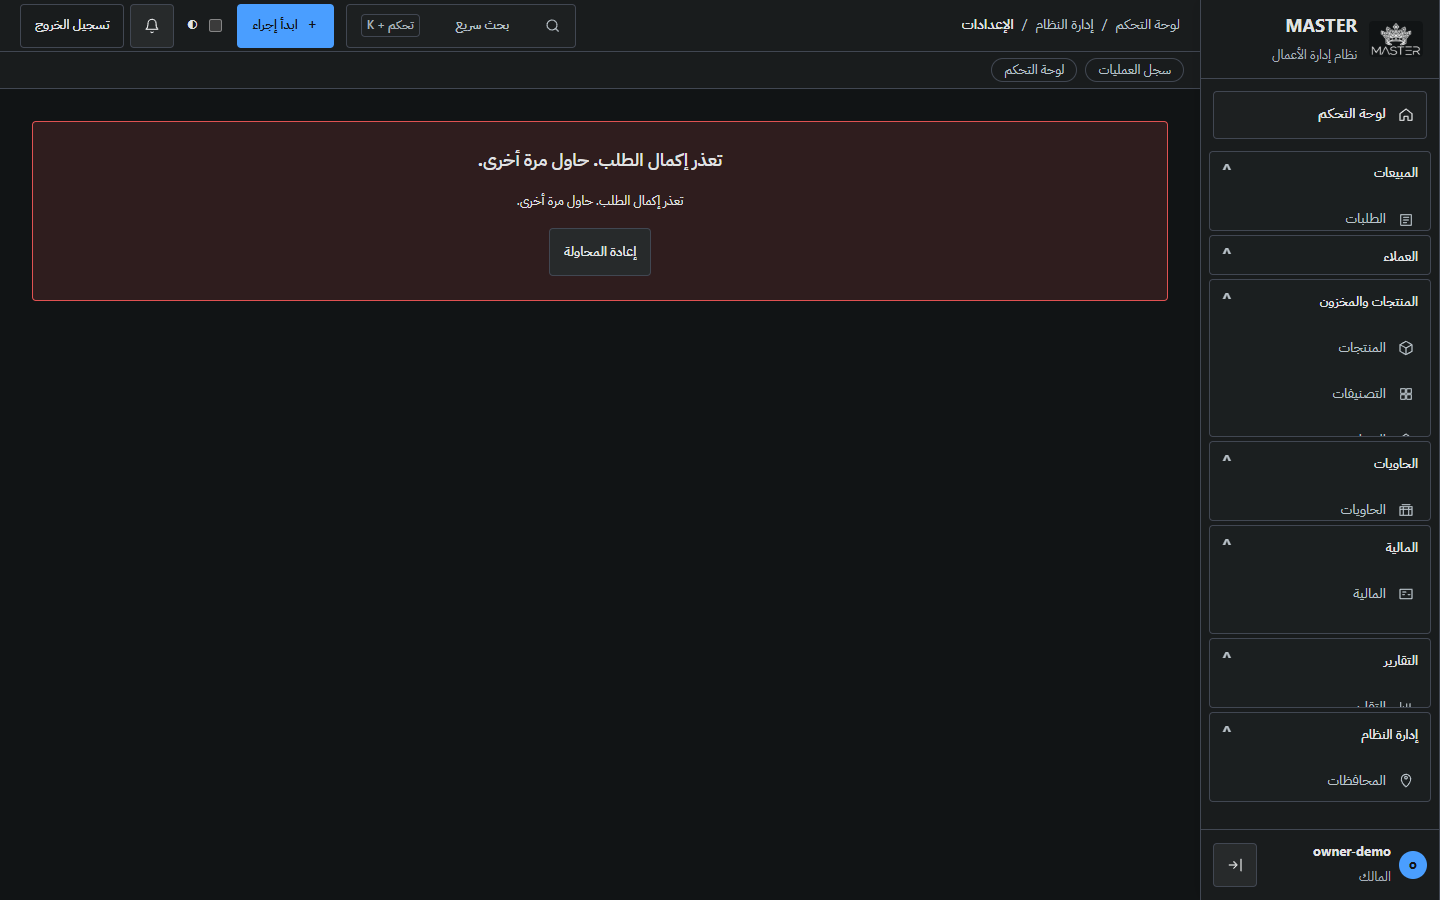 MASTER
نظام إدارة الأعمال
MASTER
لوحة التحكم / إدارة النظام / الإعدادات
بحث سريع
تحكم + K
+ ابدأ إجراء
تسجيل الخروج
سجل العمليات
لوحة التحكم
لوحة التحكم
المبيعات
الطلبات
العملاء
المنتجات والمخزون
المنتجات
التصنيفات
الحاويات
الحاويات
المالية
المالية
التقارير
إدارة النظام
المحافظات
owner-demo
المالك
o
تعذر إكمال الطلب. حاول مرة أخرى.
تعذر إكمال الطلب. حاول مرة أخرى.
إعادة المحاولة